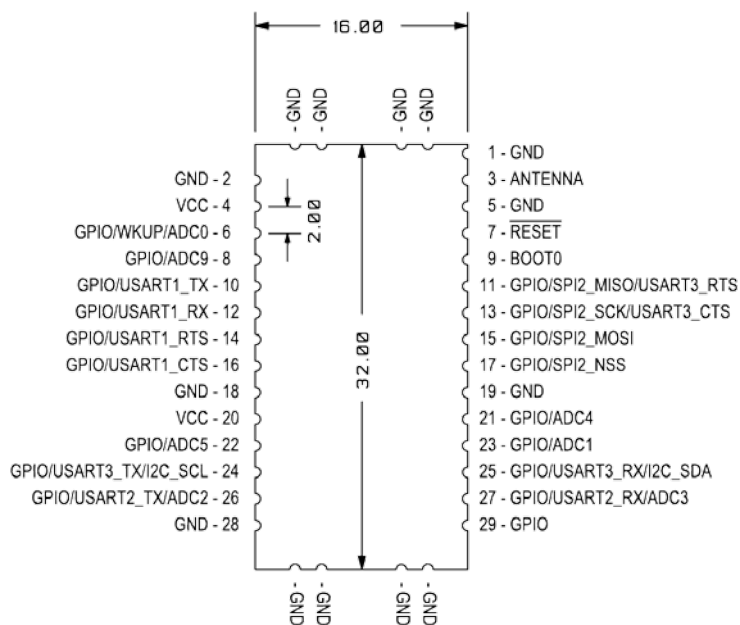 16.00
- GND
- GND
- GND
- GND
1 - GND
GND - 2
3 - ANTENNA
VCC - 4
5 - GND
GPIO/WKUP/ADC0 - 6
7 - RESET
GPIO/ADC9 - 8
9 - BOOT0
GPIO/USART1_TX - 10
11 - GPIO/SPI2_MISO/USART3_RTS
GPIO/USART1_RX - 12
13 - GPIO/SPI2_SCK/USART3_CTS
GPIO/USART1_RTS - 14
15 - GPIO/SPI2_MOSI
GPIO/USART1_CTS - 16
17 - GPIO/SPI2_NSS
GND - 18
19 - GND
VCC - 20
21 - GPIO/ADC4
GPIO/ADC5 - 22
23 - GPIO/ADC1
GPIO/USART3_TX/I2C_SCL - 24
25 - GPIO/USART3_RX/I2C_SDA
GPIO/USART2_TX/ADC2 - 26
27 - GPIO/USART2_RX/ADC3
GND - 28
29 - GPIO
2.00
32.00
- GND
- GND
- GND
- GND